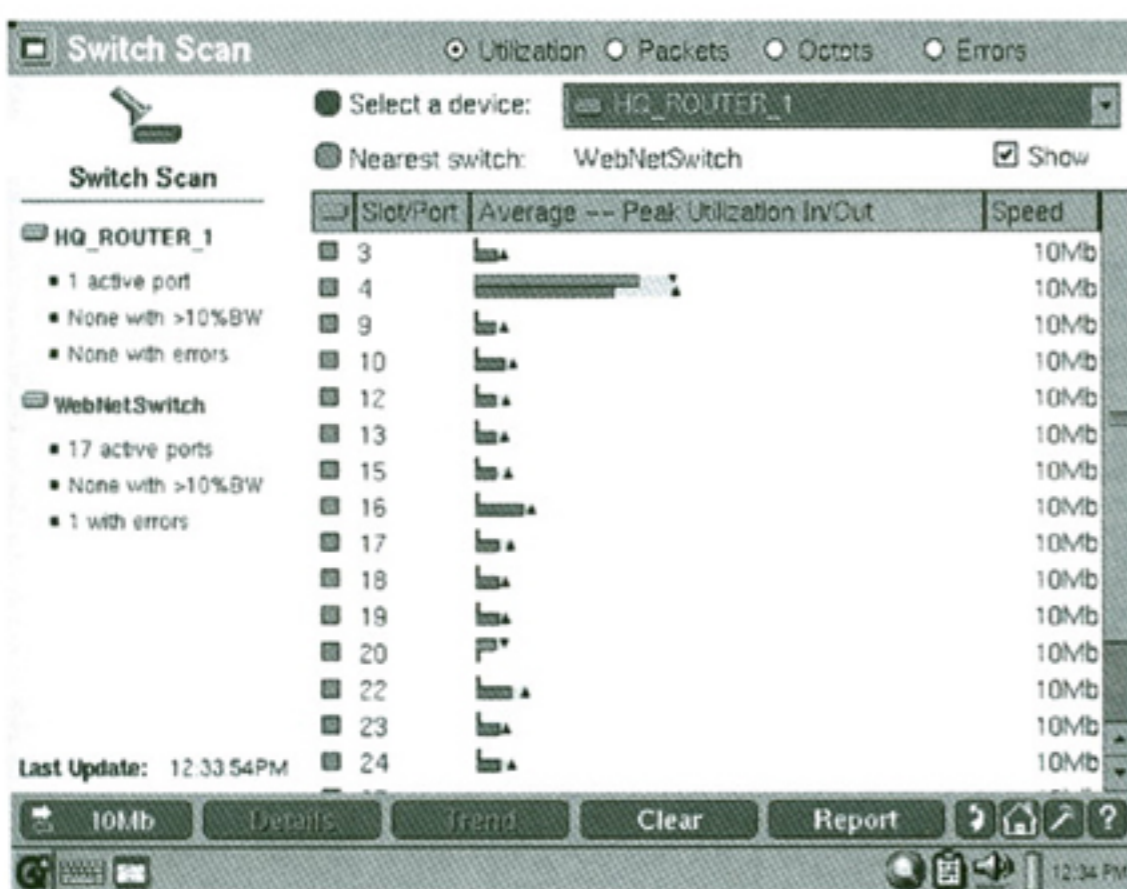 Switch Scan
Utilization Packets Octets Errors
Select a device: HQ_ROUTER_1
Nearest switch: WebNetSwitch Show
Switch Scan
HQ_ROUTER_1
1 active port
None with >10%BW
None with errors
WebNetSwitch
17 active ports
None with >10%BW
1 with errors
Last Update: 12:33:54PM
Slot/Port Average -- Peak Utilization In/Out Speed
3 10Mb
4 10Mb
9 10Mb
10 10Mb
12 10Mb
13 10Mb
15 10Mb
16 10Mb
17 10Mb
18 10Mb
19 10Mb
20 10Mb
22 10Mb
23 10Mb
24 10Mb
10Mb Details Trend Clear Report ?
12:34 PM